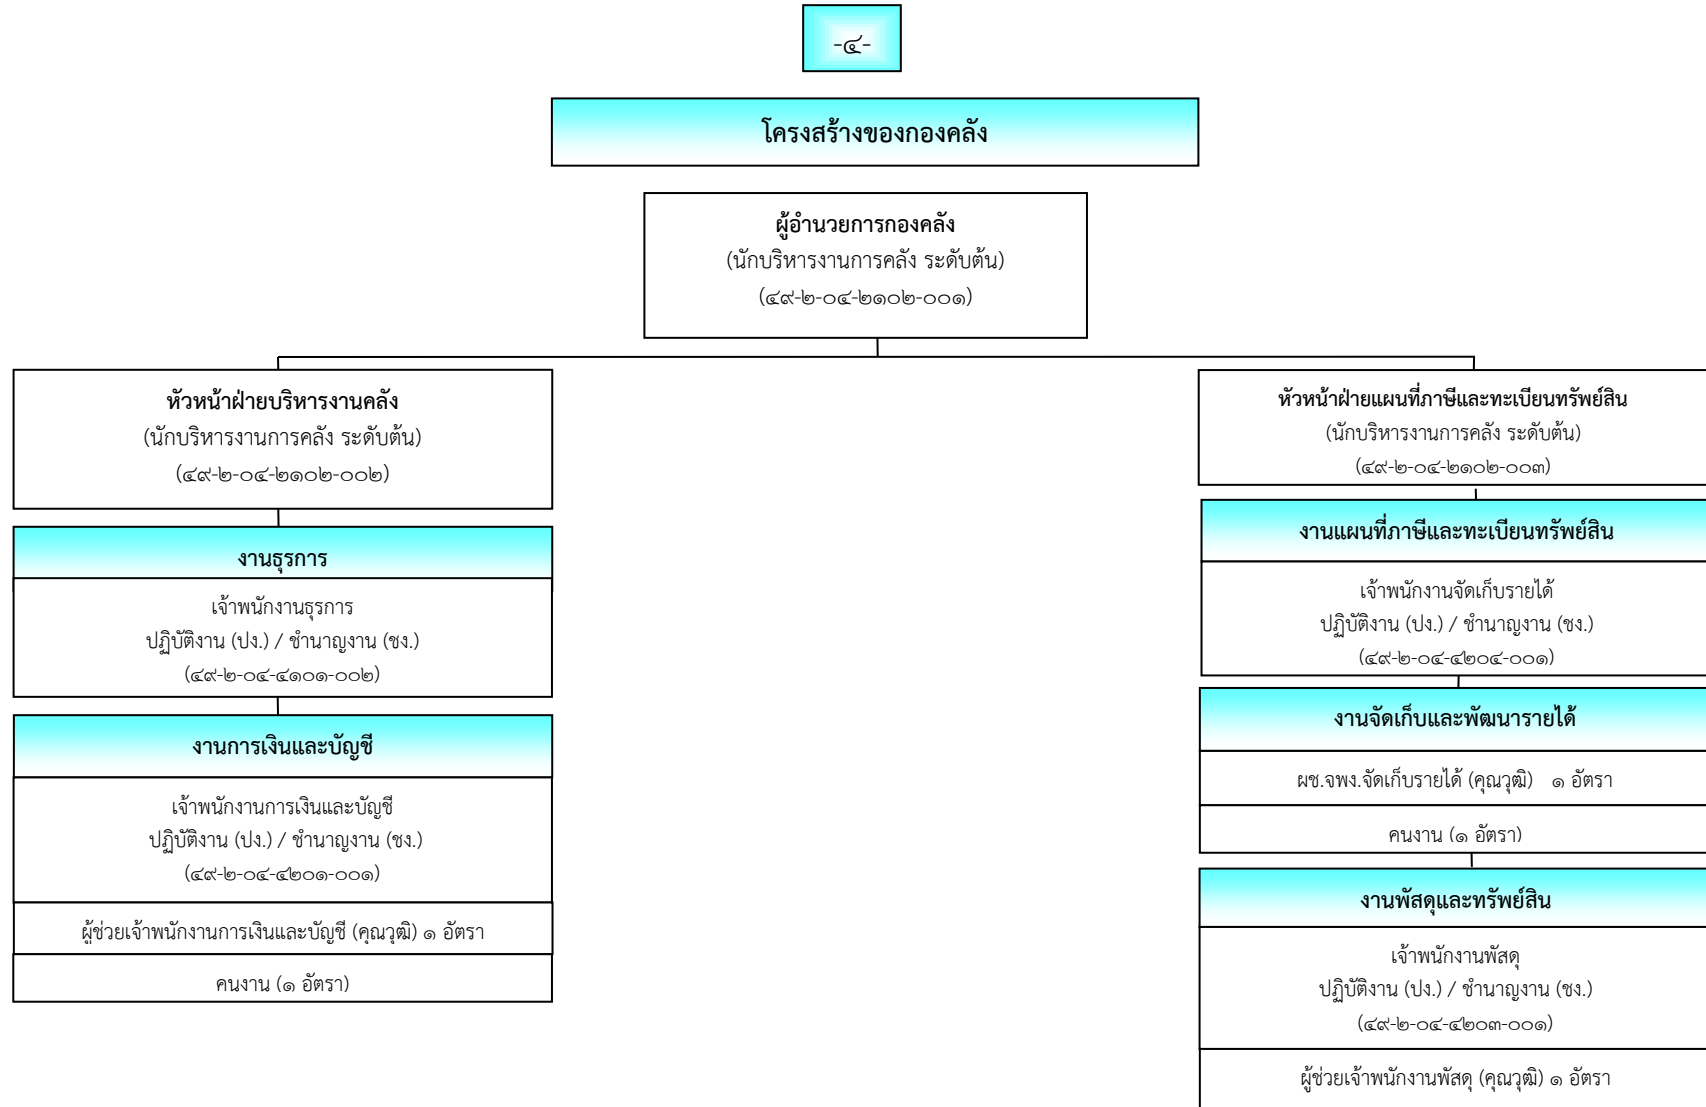 -๔-
โครงสร้างของกองคลัง
ผู้อำนวยการกองคลัง
(นักบริหารงานการคลัง ระดับต้น)
(๔๙-๒-๐๔-๒๑๐๒-๐๐๑)
หัวหน้าฝ่ายบริหารงานคลัง
(นักบริหารงานการคลัง ระดับต้น)
(๔๙-๒-๐๔-๒๑๐๒-๐๐๒)
งานธุรการ
เจ้าพนักงานธุรการ
ปฏิบัติงาน (ปง.) / ชำนาญงาน (ชง.)
(๔๙-๒-๐๔-๔๑๐๑-๐๐๒)
งานการเงินและบัญชี
เจ้าพนักงานการเงินและบัญชี
ปฏิบัติงาน (ปง.) / ชำนาญงาน (ชง.)
(๔๙-๒-๐๔-๔๒๐๑-๐๐๑)
ผู้ช่วยเจ้าพนักงานการเงินและบัญชี (คุณวุฒิ) ๑ อัตรา
คนงาน (๑ อัตรา)
หัวหน้าฝ่ายแผนที่ภาษีและทะเบียนทรัพย์สิน
(นักบริหารงานการคลัง ระดับต้น)
(๔๙-๒-๐๔-๒๑๐๒-๐๐๓)
งานแผนที่ภาษีและทะเบียนทรัพย์สิน
เจ้าพนักงานจัดเก็บรายได้
ปฏิบัติงาน (ปง.) / ชำนาญงาน (ชง.)
(๔๙-๒-๐๔-๔๒๐๔-๐๐๑)
งานจัดเก็บและพัฒนารายได้
ผช.จพง.จัดเก็บรายได้ (คุณวุฒิ) ๑ อัตรา
คนงาน (๑ อัตรา)
งานพัสดุและทรัพย์สิน
เจ้าพนักงานพัสดุ
ปฏิบัติงาน (ปง.) / ชำนาญงาน (ชง.)
(๔๙-๒-๐๔-๔๒๐๓-๐๐๑)
ผู้ช่วยเจ้าพนักงานพัสดุ (คุณวุฒิ) ๑ อัตรา